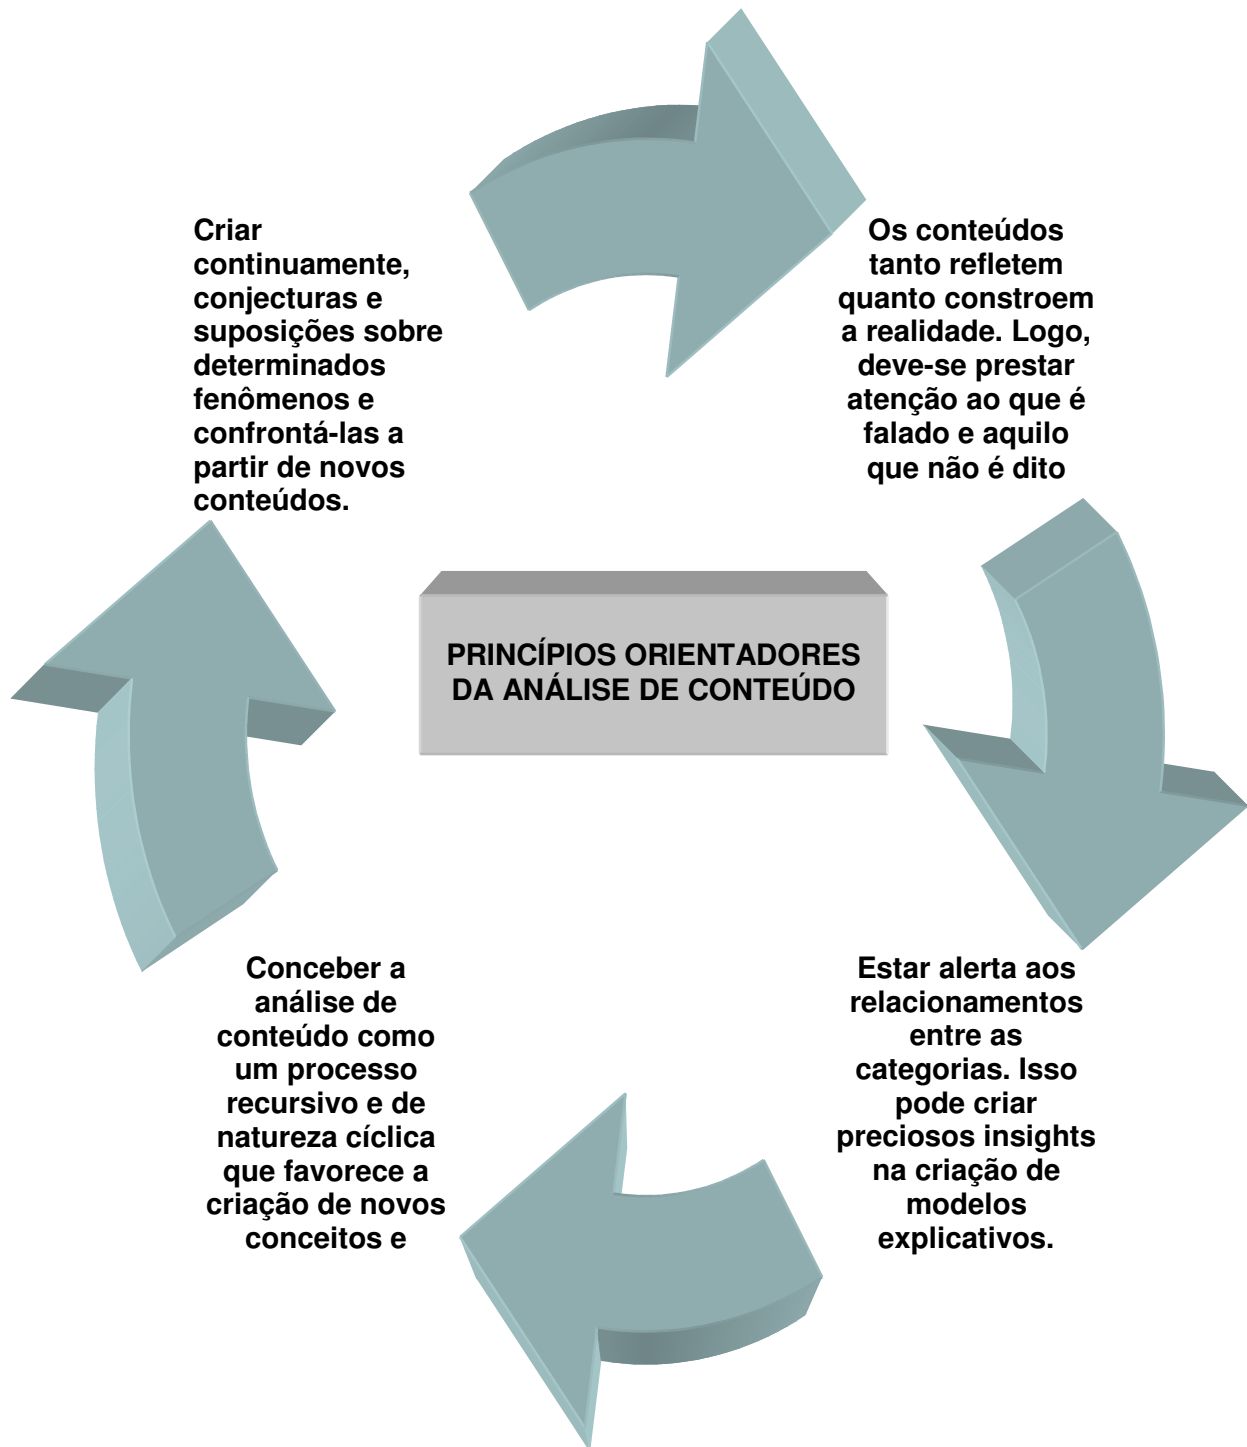 Criar
continuamente,
conjecturas e
suposições sobre
determinados
fenômenos e
confrontá-las a
partir de novos
conteúdos.
Os conteúdos
tanto refletem
quanto constroem
a realidade. Logo,
deve-se prestar
atenção ao que é
falado e aquilo
que não é dito
PRINCÍPIOS ORIENTADORES
DA ANÁLISE DE CONTEÚDO
Conceber a
análise de
conteúdo como
um processo
recursivo e de
natureza cíclica
que favorece a
criação de novos
conceitos e
Estar alerta aos
relacionamentos
entre as
categorias. Isso
pode criar
preciosos insights
na criação de
modelos
explicativos.